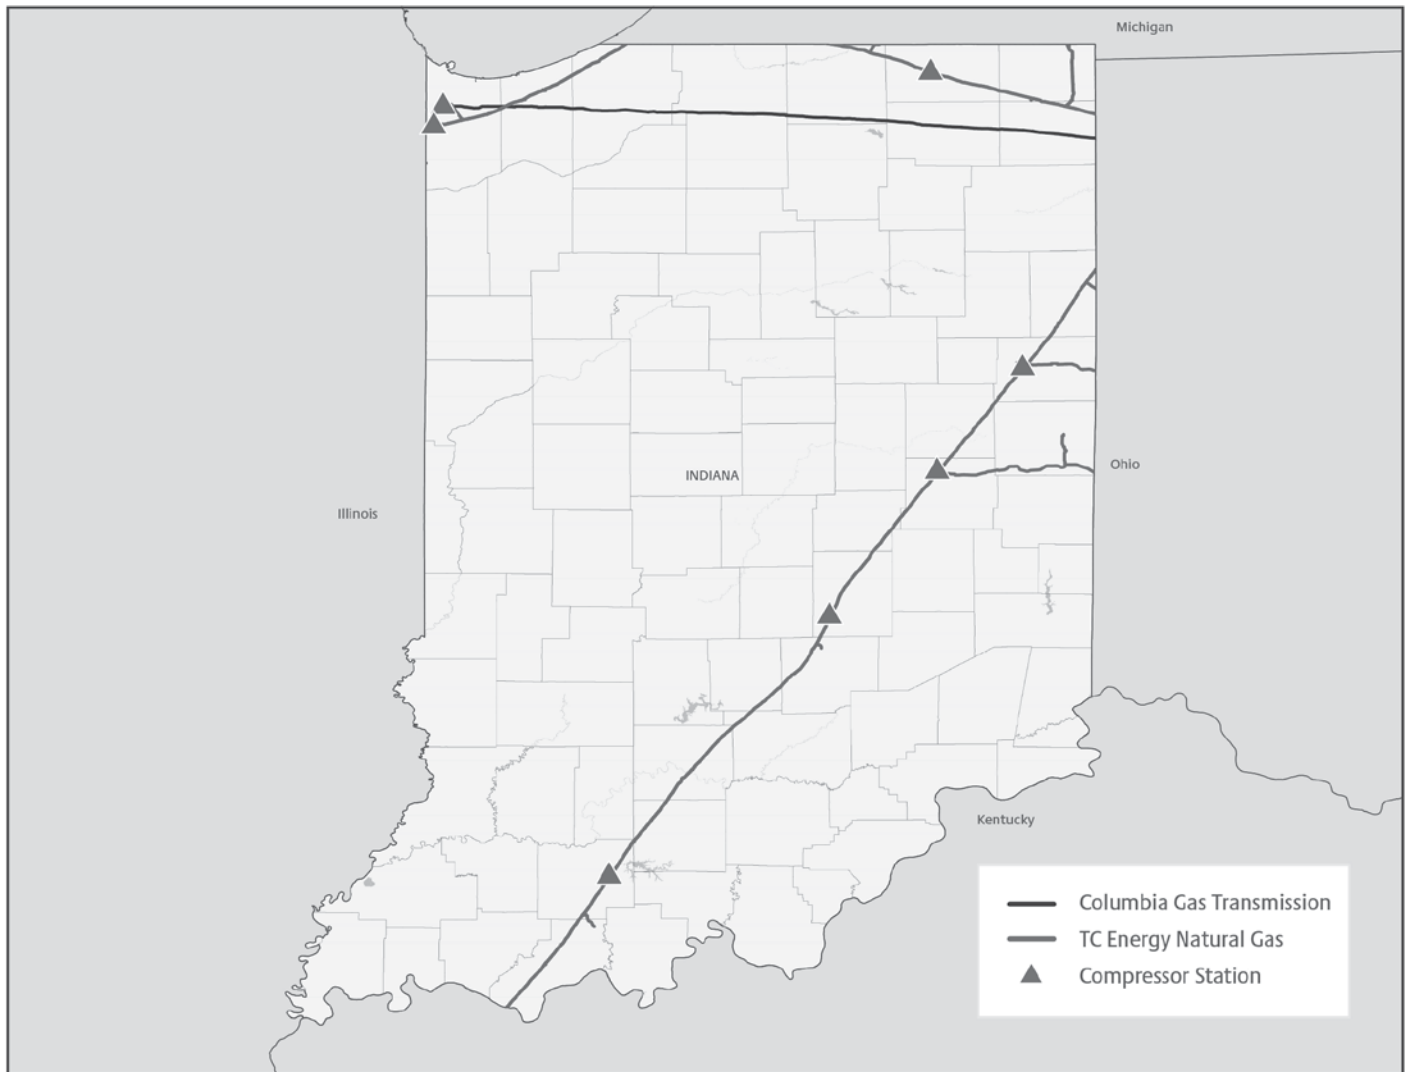 Michigan
INDIANA
Ohio
Illinois
Kentucky
Columbia Gas Transmission
TC Energy Natural Gas
Compressor Station